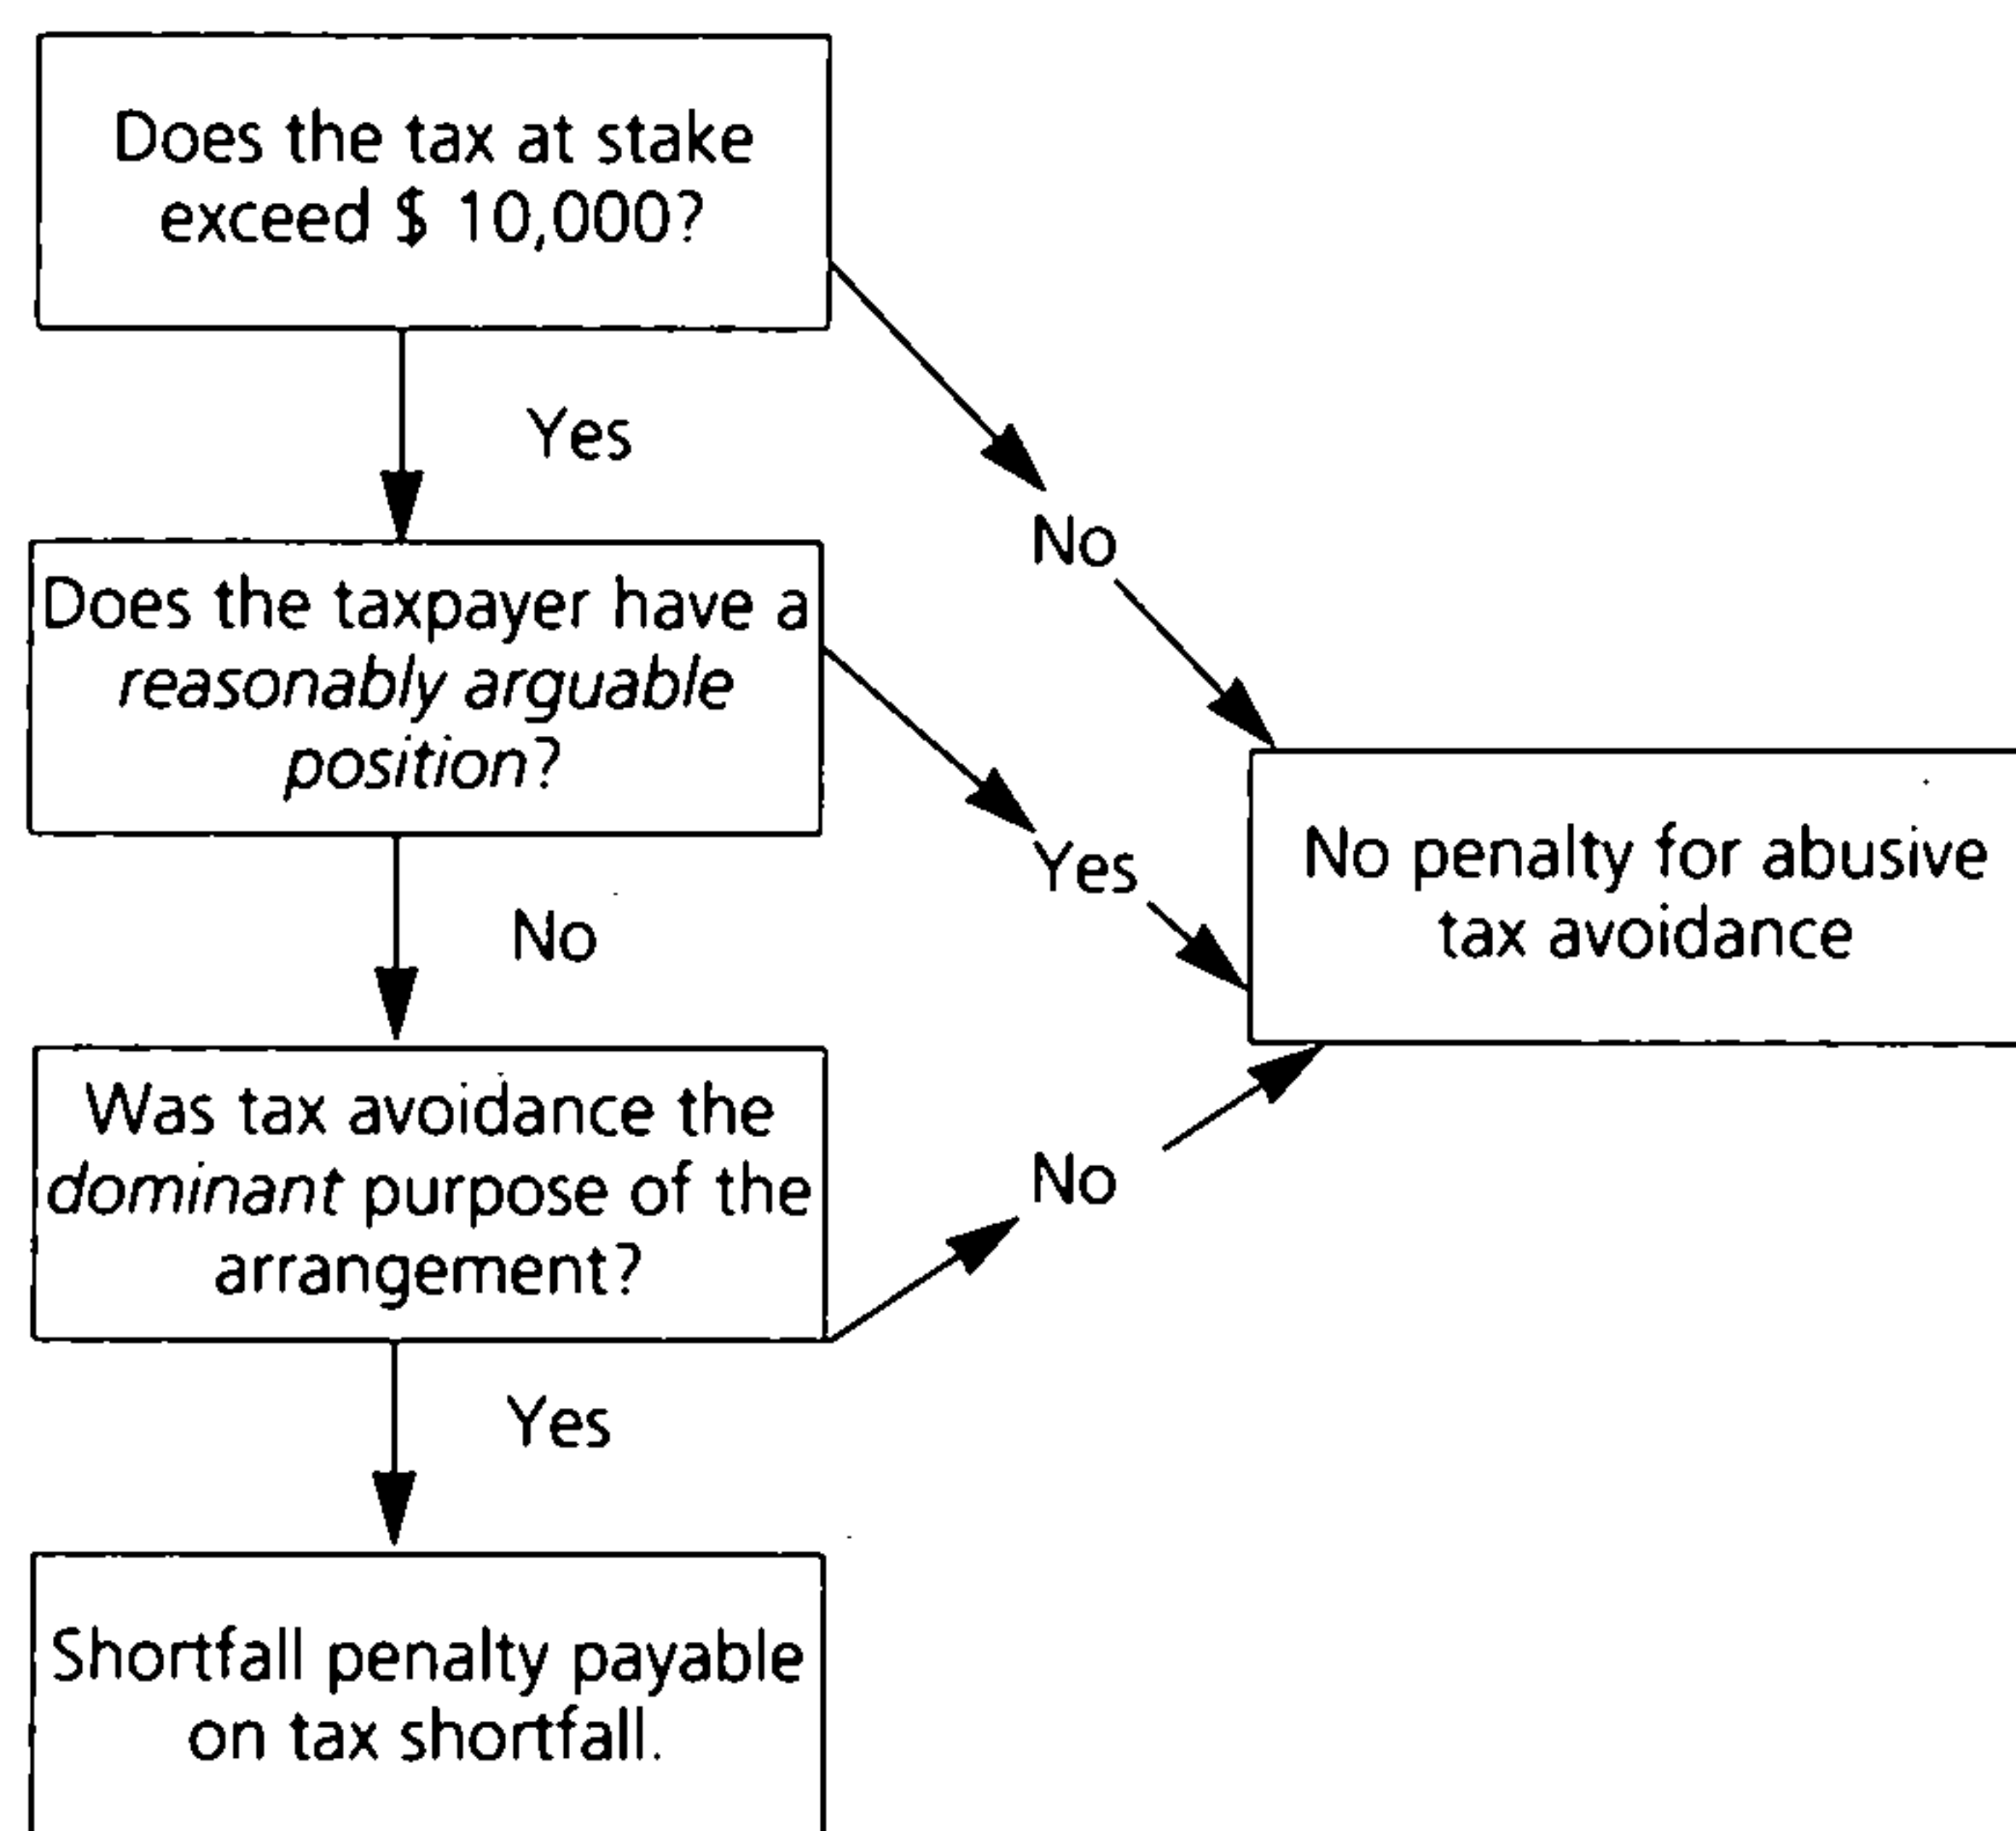 Does the tax at stake
exceed $ 10,000?
Yes
No
Does the taxpayer have a
reasonably arguable
position?
Yes
No penalty for abusive
tax avoidance
No
Was tax avoidance the
dominant purpose of the
arrangement?
No
Yes
Shortfall penalty payable
on tax shortfall.